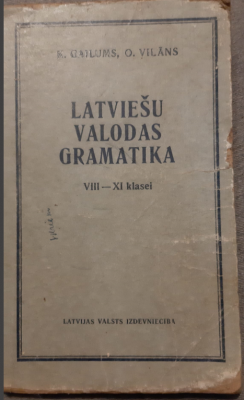 K. GAILUMS, O. VILĀNS
LATVIEŠU
VALODAS
GRAMATIKA
VIII — XI klasei
LATVIJAS VALSTS IZDEVNIECĪBA